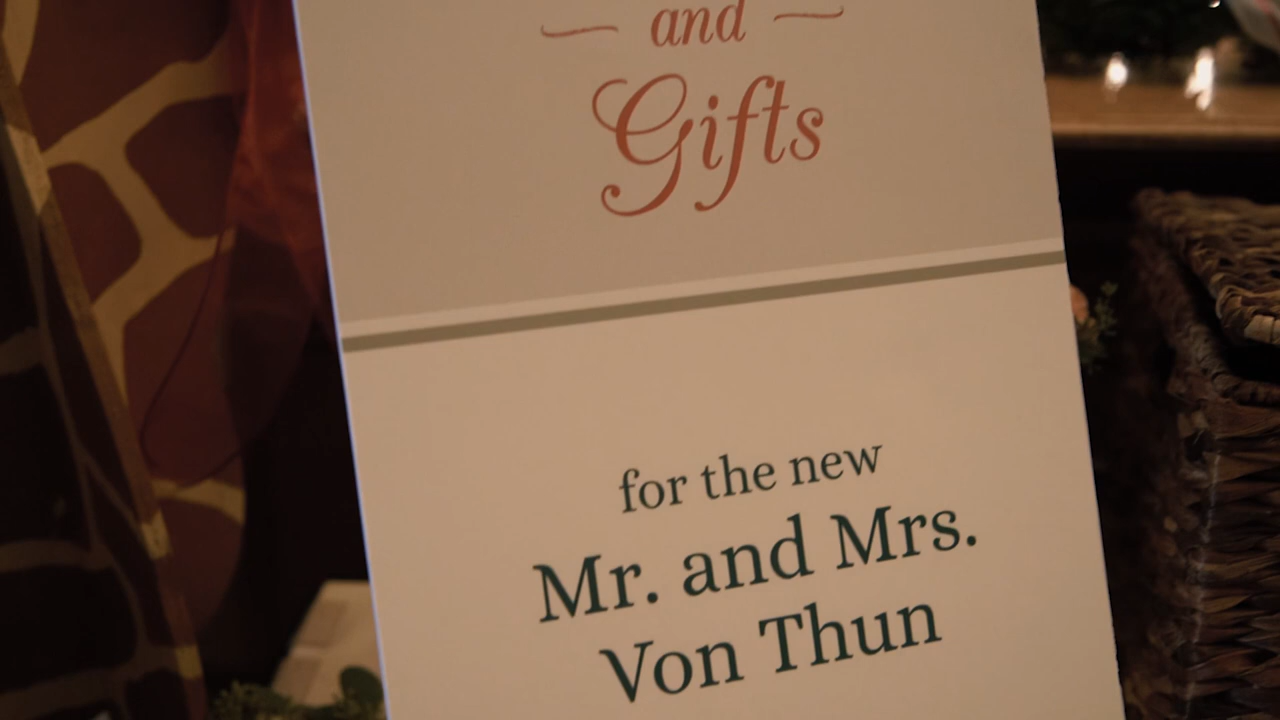 and
Gifts
for the new
Mr. and Mrs.
Von Thun